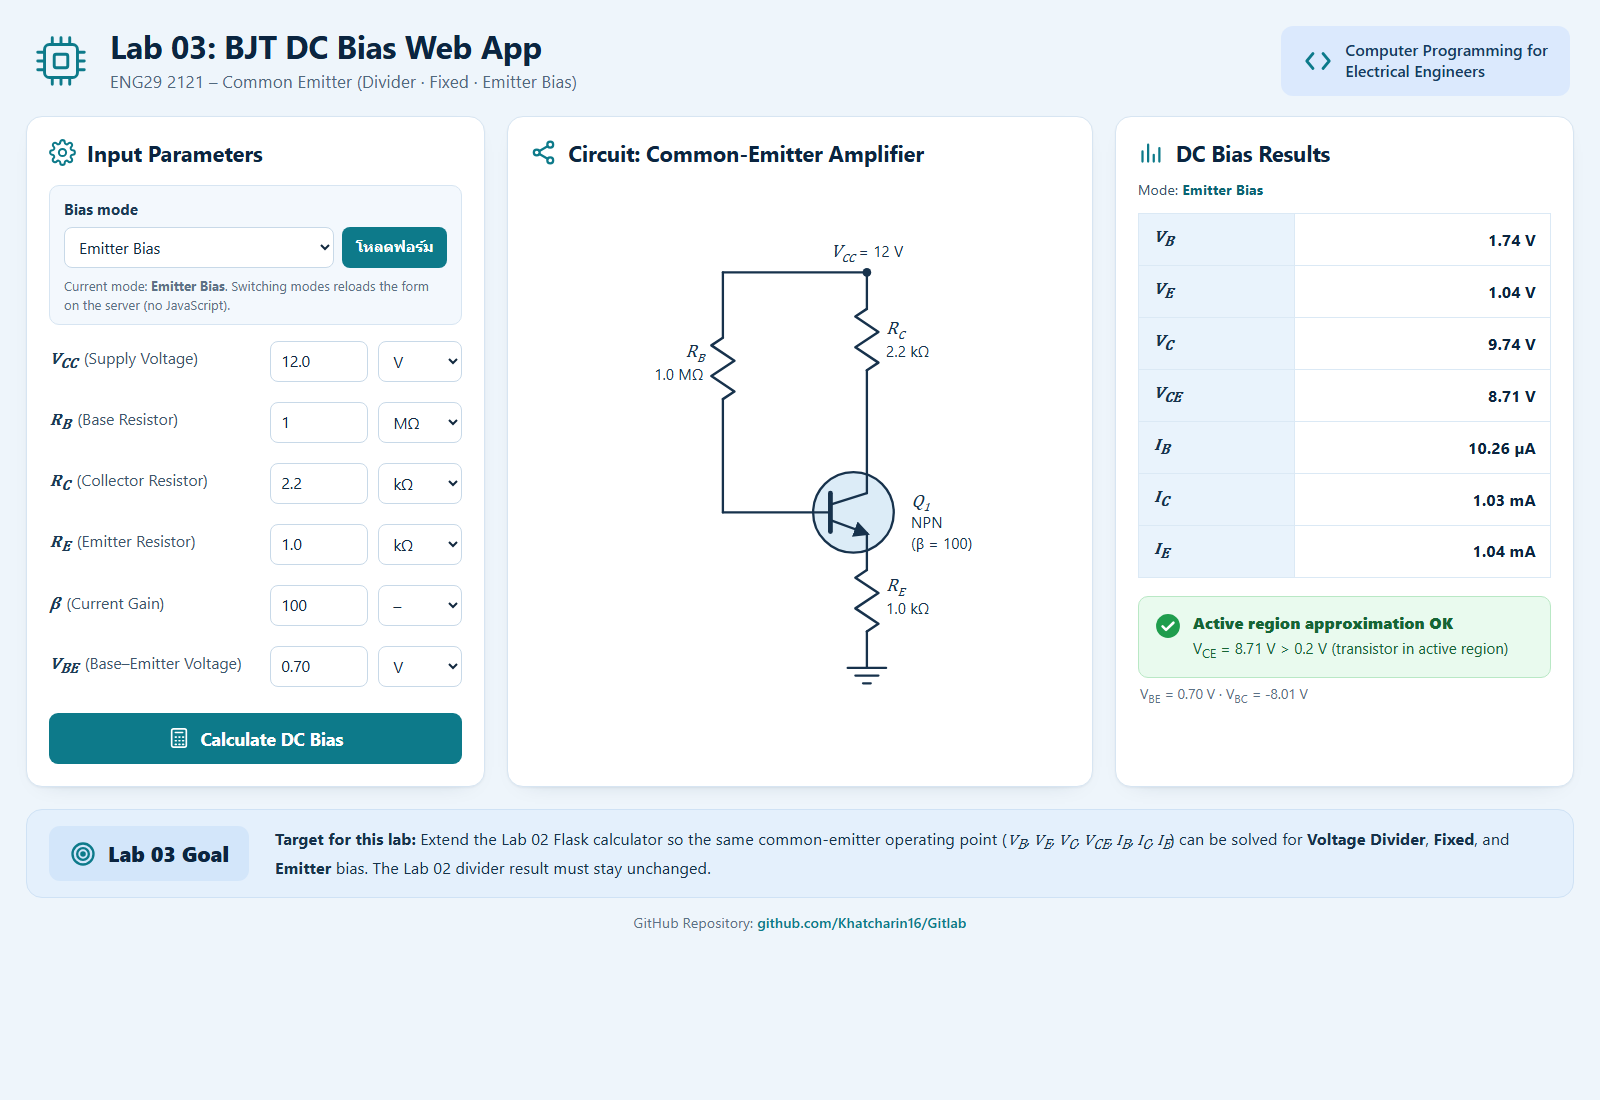 Lab 03: BJT DC Bias Web App
ENG29 2121 – Common Emitter (Divider · Fixed · Emitter Bias)
Computer Programming for
Electrical Engineers
Input Parameters
Bias mode
Emitter Bias
โหลดฟอร์ม
Current mode: Emitter Bias. Switching modes reloads the form
on the server (no JavaScript).
VCC (Supply Voltage) 12.0 V
RB (Base Resistor) 1 MΩ
RC (Collector Resistor) 2.2 kΩ
RE (Emitter Resistor) 1.0 kΩ
β (Current Gain) 100 –
VBE (Base–Emitter Voltage) 0.70 V
Calculate DC Bias
Circuit: Common-Emitter Amplifier
VCC = 12 V
RC
2.2 kΩ
RB
1.0 MΩ
Q1
NPN
(β = 100)
RE
1.0 kΩ
DC Bias Results
Mode: Emitter Bias
VB 1.74 V
VE 1.04 V
VC 9.74 V
VCE 8.71 V
IB 10.26 µA
IC 1.03 mA
IE 1.04 mA
Active region approximation OK
VCE = 8.71 V > 0.2 V (transistor in active region)
VBE = 0.70 V · VBC = -8.01 V
Lab 03 Goal
Target for this lab: Extend the Lab 02 Flask calculator so the same common-emitter operating point (VB, VE, VC, VCE, IB, IC, IE) can be solved for Voltage Divider, Fixed, and
Emitter bias. The Lab 02 divider result must stay unchanged.
GitHub Repository: github.com/Khatcharin16/Gitlab